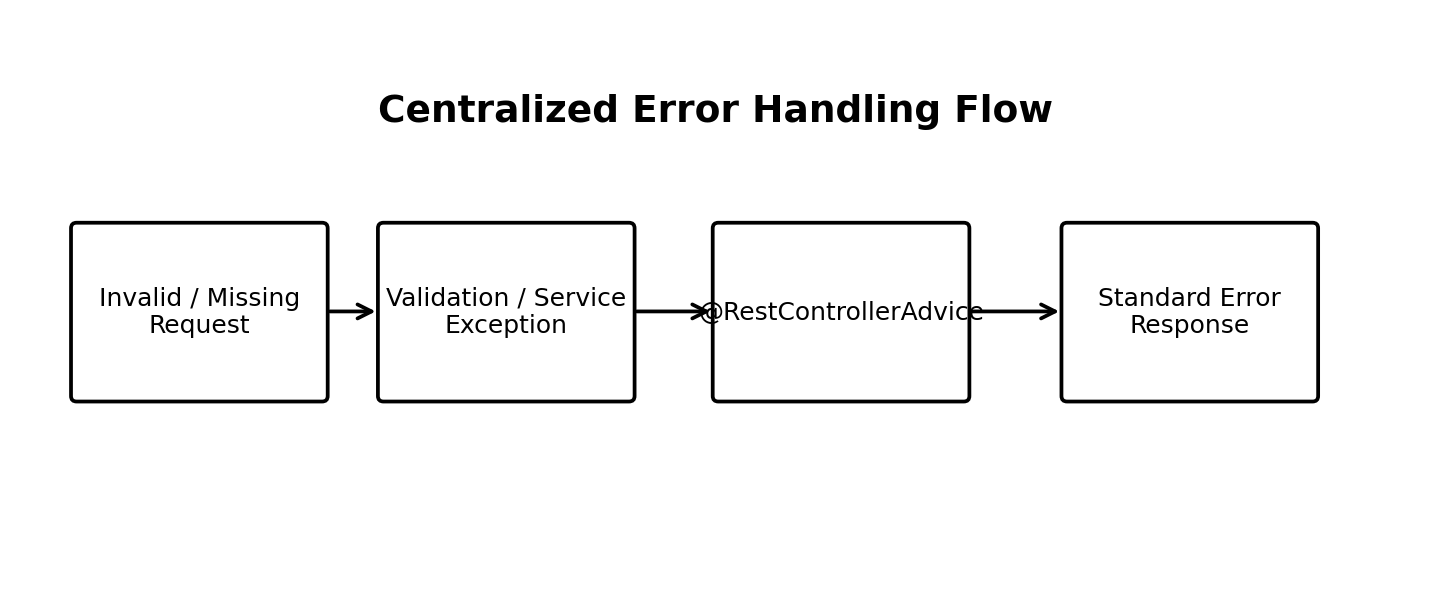 Centralized Error Handling Flow
Invalid / Missing
Request
Validation / Service
Exception
@RestControllerAdvice
Standard Error
Response